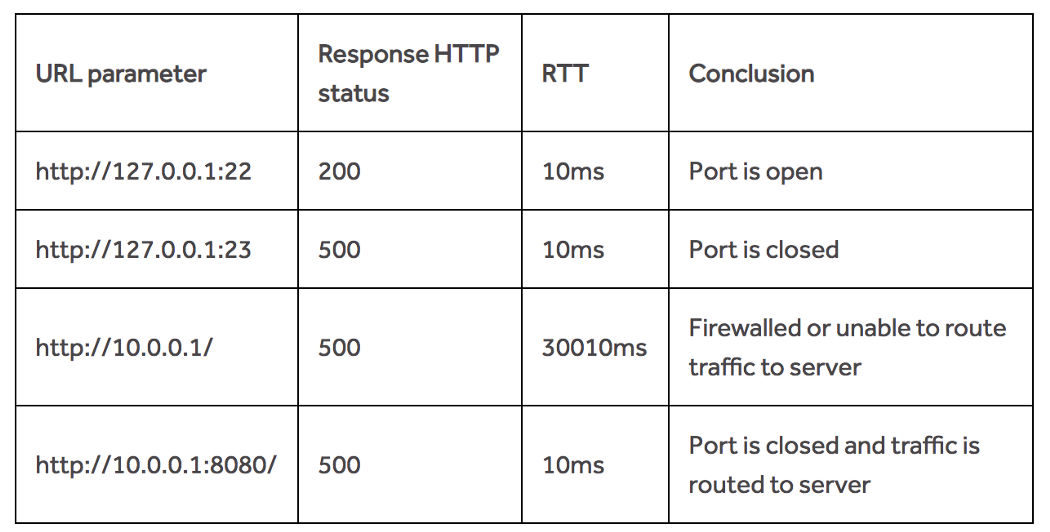 URL parameter
Response HTTP
status
RTT
Conclusion
http://127.0.0.1:22
200
10ms
Port is open
http://127.0.0.1:23
500
10ms
Port is closed
http://10.0.0.1/
500
30010ms
Firewalled or unable to route
traffic to server
http://10.0.0.1:8080/
500
10ms
Port is closed and traffic is
routed to server